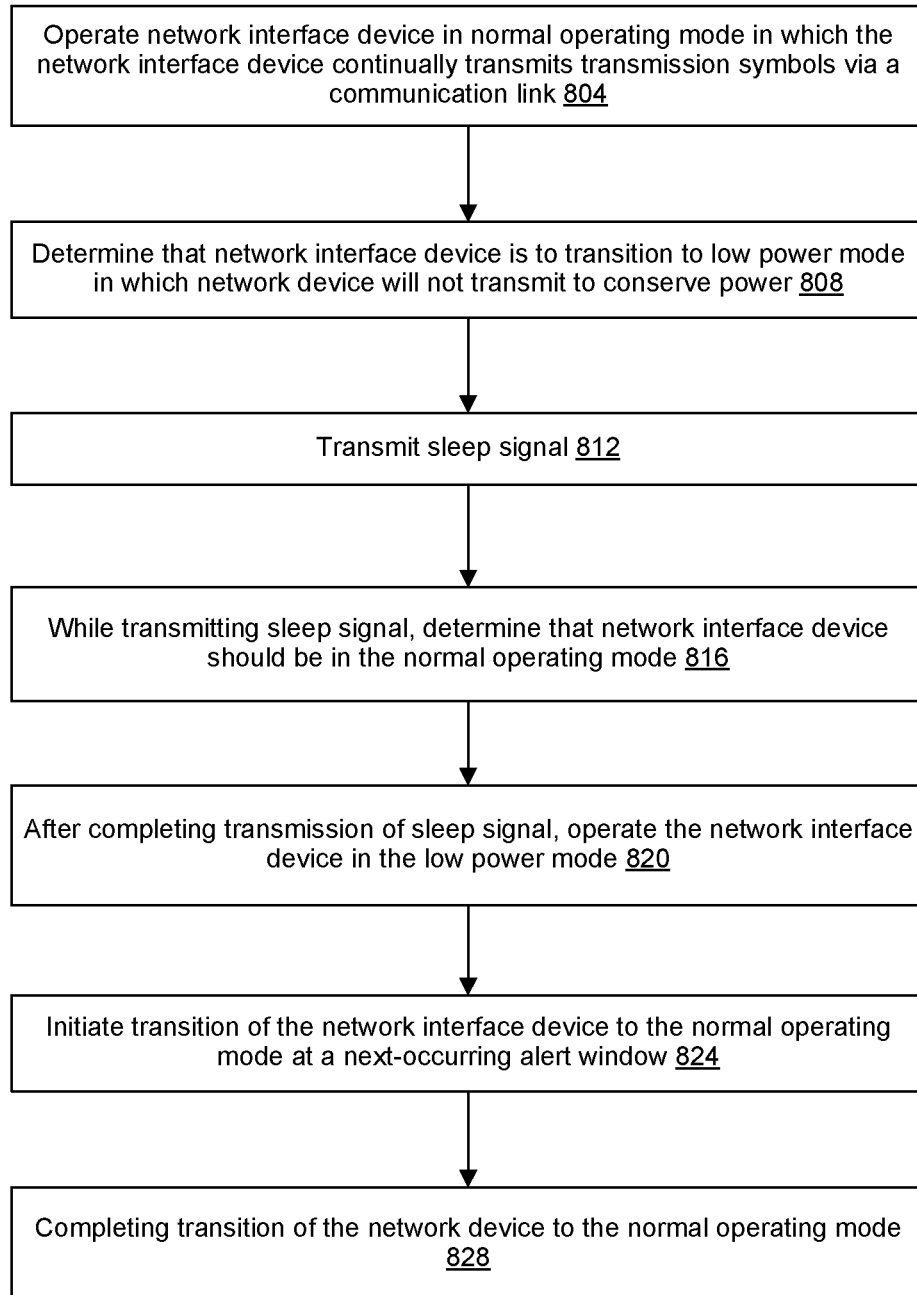 Operate network interface device in normal operating mode in which the
network interface device continually transmits transmission symbols via a
communication link 804
Determine that network interface device is to transition to low power mode
in which network device will not transmit to conserve power 808
Transmit sleep signal 812
While transmitting sleep signal, determine that network interface device
should be in the normal operating mode 816
After completing transmission of sleep signal, operate the network interface
device in the low power mode 820
Initiate transition of the network interface device to the normal operating
mode at a next-occurring alert window 824
Completing transition of the network device to the normal operating mode
828